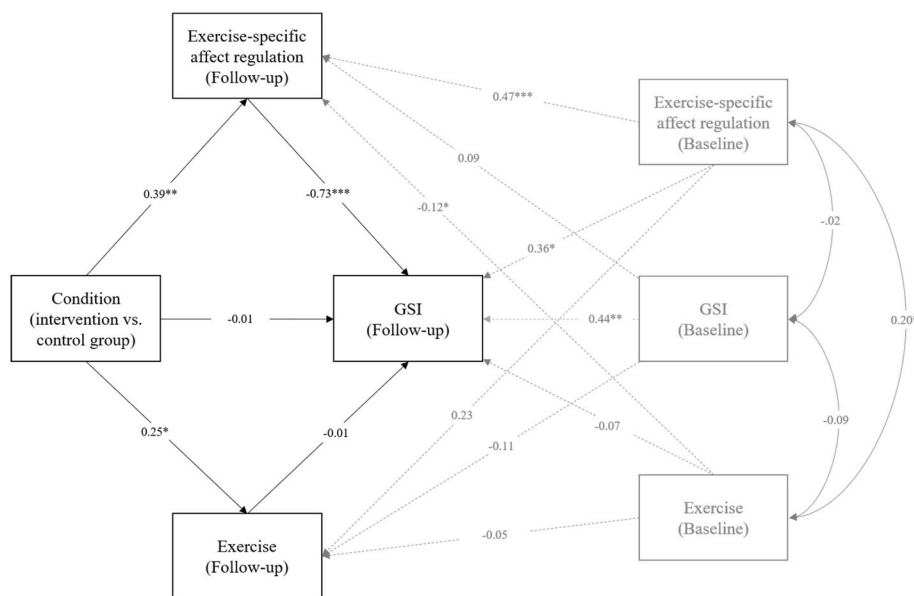 Exercise-specific
affect regulation
(Follow-up)
0.47***
Exercise-specific
affect regulation
(Baseline)
0.09
0.39**
-0.73***
-0.12*
-.02
0.36*
Condition
(intervention vs.
control group)
-0.01
GSI
(Follow-up)
0.44**
GSI
(Baseline)
0.20*
0.25*
-0.01
0.23
-0.11
-0.07
-0.09
Exercise
(Follow-up)
-0.05
Exercise
(Baseline)